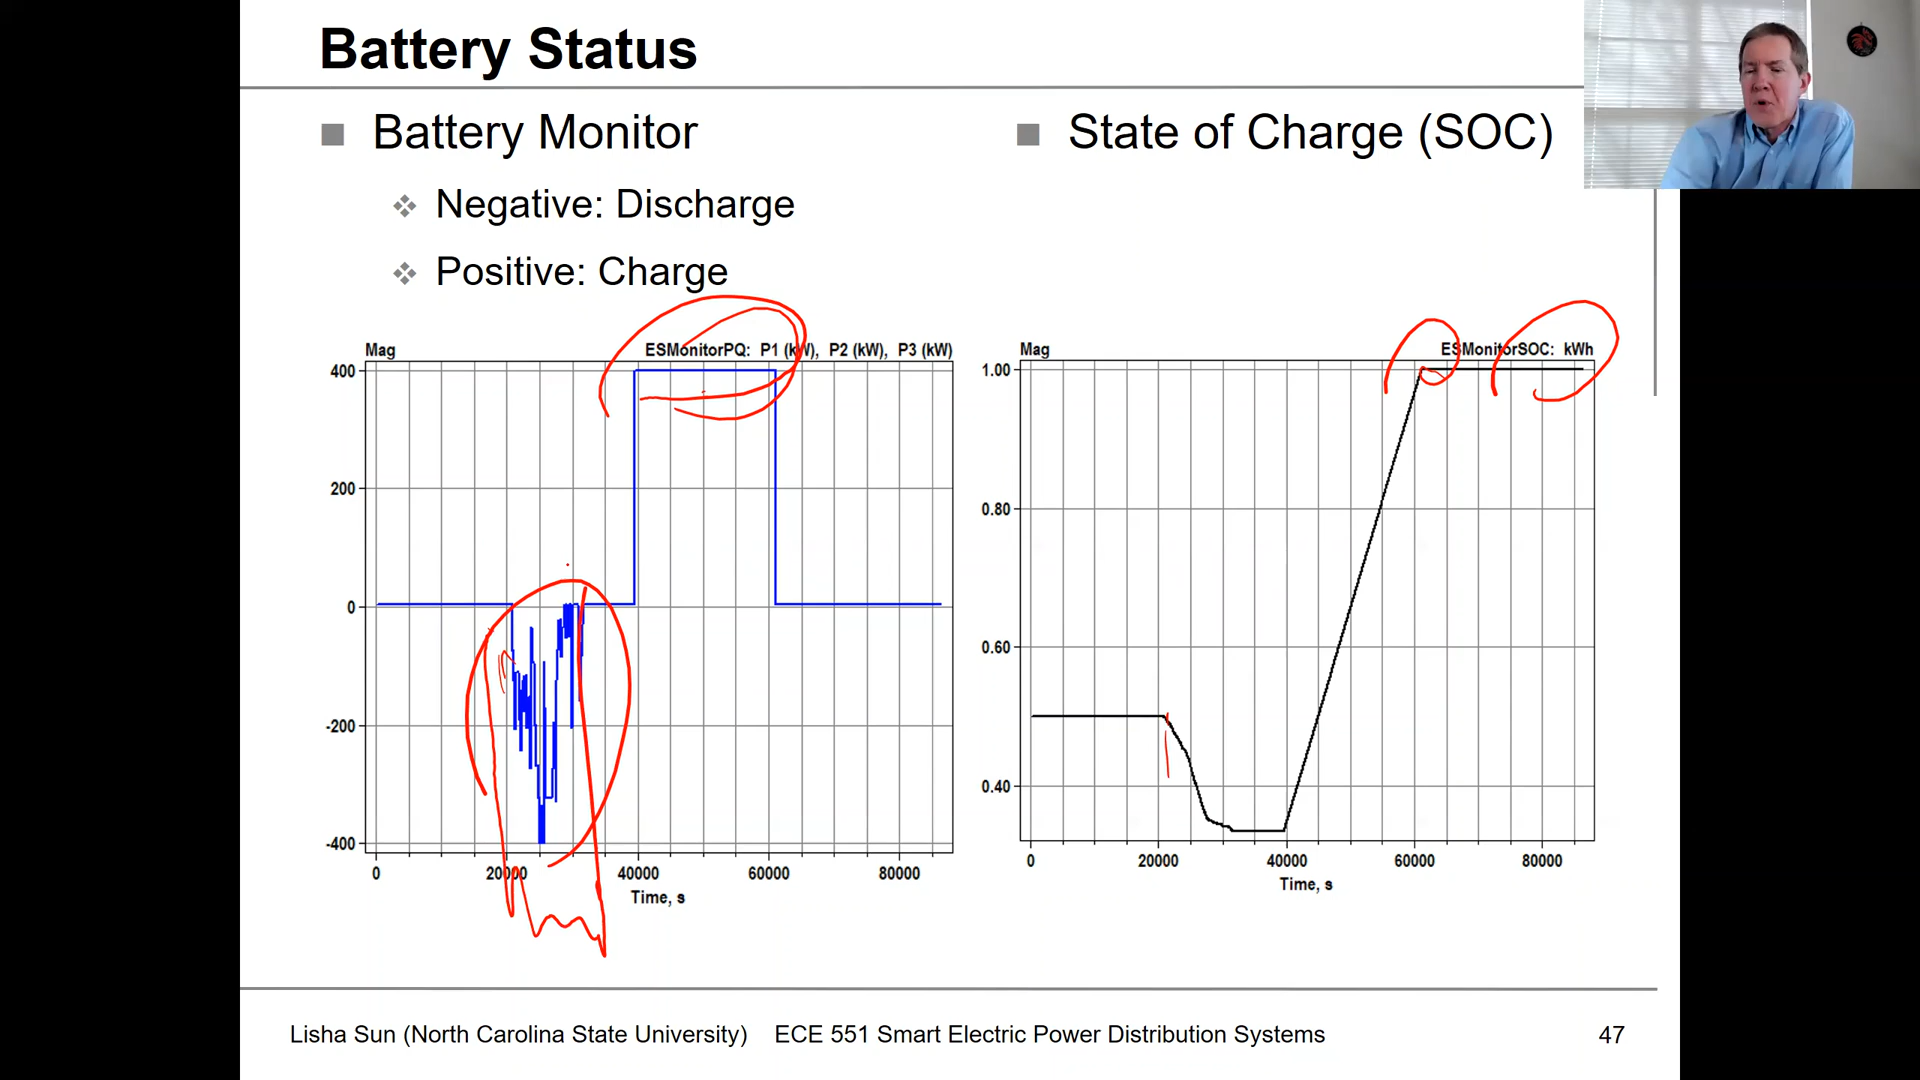 Battery Status
Battery Monitor
Negative: Discharge
Positive: Charge
State of Charge (SOC)
Mag
ESMonitorPQ: P1 (kW), P2 (kW), P3 (kW)
400
200
0
-200
-400
0 20000 40000 60000 80000
Time, s
Mag
ESMonitorSOC: kWh
1.00
0.80
0.60
0.40
0 20000 40000 60000 80000
Time, s
Lisha Sun (North Carolina State University) ECE 551 Smart Electric Power Distribution Systems 47